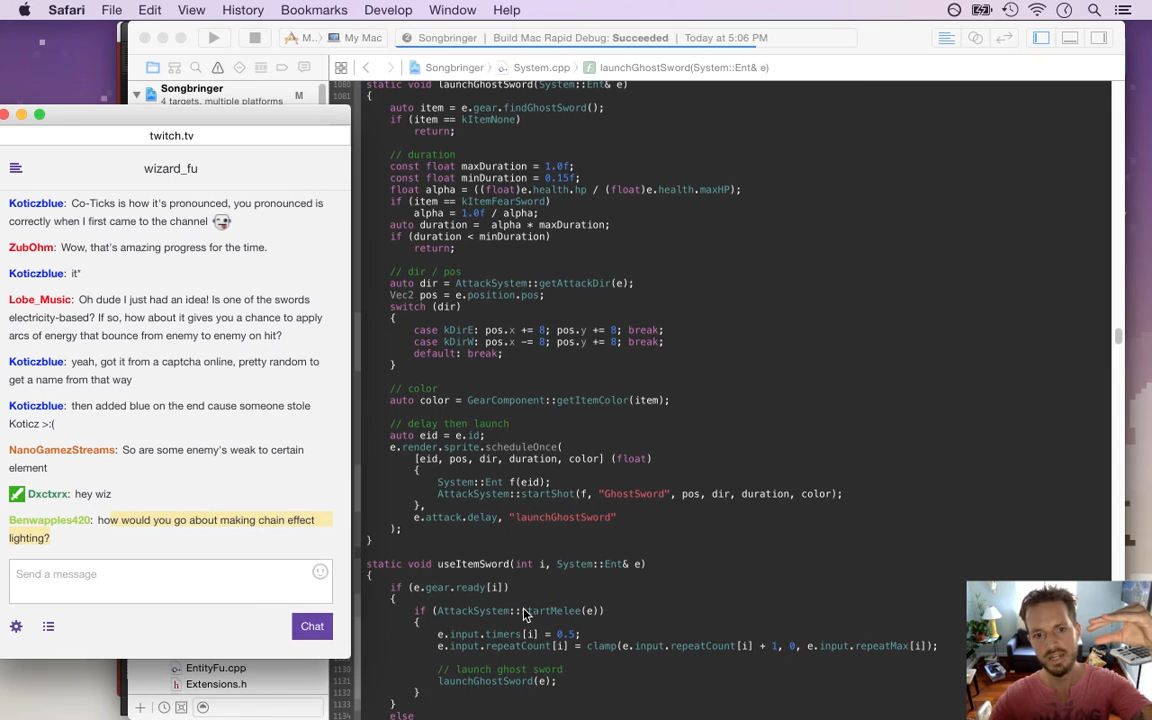 Safari File Edit View History Bookmarks Develop Window Help
M.. My Mac Songbringer | Build Mac Rapid Debug: Succeeded | Today at 5:06 PM
Songbringer System.cpp launchGhostSword(System::Ent& e)
Songbringer
4 targets, multiple platforms M
twitch.tv
wizard_fu
Koticzblue: Co-Ticks is how it's pronounced, you pronounced is
correctly when I first came to the channel
ZubOhm: Wow, that's amazing progress for the time.
Koticzblue: it*
Lobe_Music: Oh dude I just had an idea! Is one of the swords
electricity-based? If so, how about it gives you a chance to apply
arcs of energy that bounce from enemy to enemy on hit?
Koticzblue: yeah, got it from a captcha online, pretty random to
get a name from that way
Koticzblue: then added blue on the end cause someone stole
Koticz >:(
NanoGamezStreams: So are some enemy's weak to certain
element
Dxctxrx: hey wiz
Benwapples420: how would you go about making chain effect
lighting?
Send a message
Chat
EntityFu.cpp
Extensions.h
1080 static void launchGhostSword(System::Ent& e)
1081 {
auto item = e.gear.findGhostSword();
if (item == kItemNone)
return;
// duration
const float maxDuration = 1.0f;
const float minDuration = 0.15f;
float alpha = ((float)e.health.hp / (float)e.health.maxHP);
if (item == kItemFearSword)
alpha = 1.0f / alpha;
auto duration = alpha * maxDuration;
if (duration < minDuration)
return;
// dir / pos
auto dir = AttackSystem::getAttackDir(e);
Vec2 pos = e.position.pos;
switch (dir)
{
case kDirE: pos.x += 8; pos.y += 8; break;
case kDirW: pos.x -= 8; pos.y += 8; break;
default: break;
}
// color
auto color = GearComponent::getItemColor(item);
// delay then launch
auto eid = e.id;
e.render.sprite.scheduleOnce(
[eid, pos, dir, duration, color] (float)
{
System::Ent f(eid);
AttackSystem::startShot(f, "GhostSword", pos, dir, duration, color);
},
e.attack.delay, "launchGhostSword"
);
}
static void useItemSword(int i, System::Ent& e)
{
if (e.gear.ready[i])
{
if (AttackSystem::startMelee(e))
{
e.input.timers[i] = 0.5;
e.input.repeatCount[i] = clamp(e.input.repeatCount[i] + 1, 0, e.input.repeatMax[i]);
1130 // launch ghost sword
1131 launchGhostSword(e);
1132 }
1133 }
1134 else